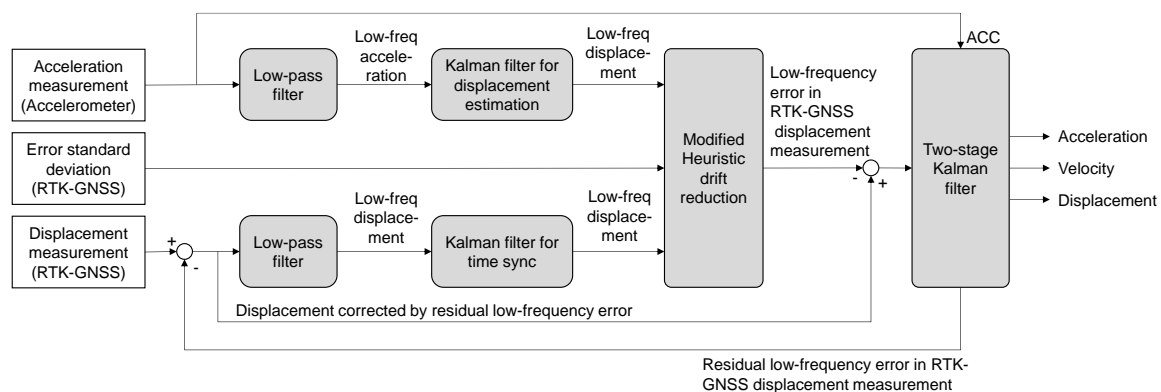 Acceleration
measurement
(Accelerometer)
Low-pass
filter
Low-freq
accele-
ration
Kalman filter for
displacement
estimation
Low-freq
displace-
ment
ACC
Error standard
deviation
(RTK-GNSS)
Modified
Heuristic
drift
reduction
Low-frequency
error in
RTK-GNSS
displacement
measurement
-
+
Two-stage
Kalman
filter
Acceleration
Velocity
Displacement
Displacement
measurement
(RTK-GNSS)
+
-
Low-pass
filter
Low-freq
displace-
ment
Kalman filter for
time sync
Low-freq
displace-
ment
Displacement corrected by residual low-frequency error
Residual low-frequency error in RTK-
GNSS displacement measurement